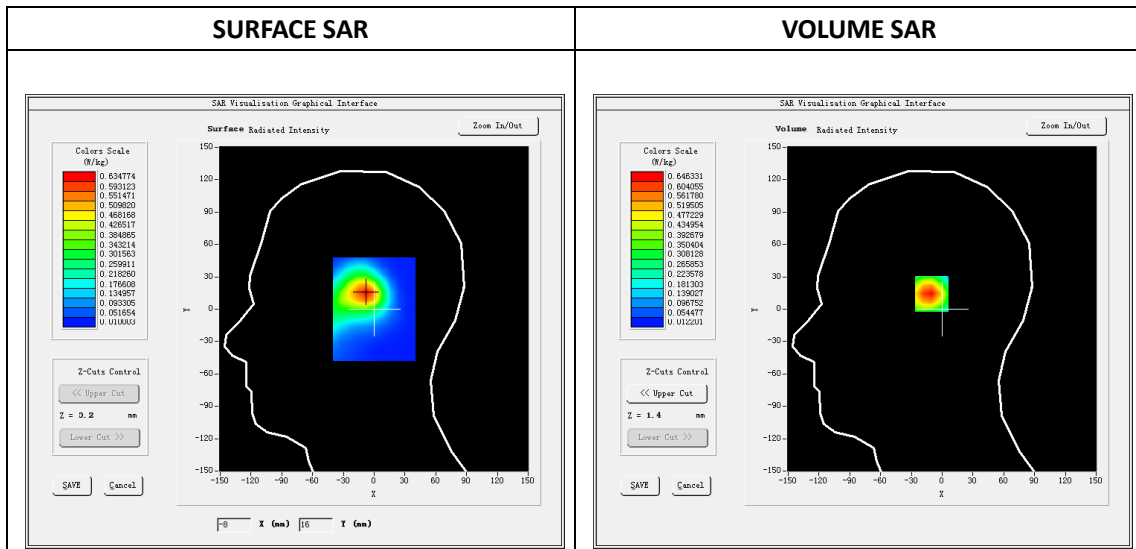 SURFACE SAR
VOLUME SAR
SAR Visualisation Graphical Interface
Surface Radiated Intensity
Zoom In/Out
Colors Scale
(W/kg)
0.634774
0.593123
0.551471
0.509820
0.468168
0.426517
0.384865
0.343214
0.301563
0.259911
0.218260
0.176608
0.134957
0.093305
0.051654
0.010003
Z-Cuts Control
<< Upper Cut
Z = 0.2 mm
Lower Cut >>
SAVE
Cancel
150
120
90
60
30
0
-30
-60
-90
-120
-150
Y
-150 -120 -90 -60 -30 0 30 60 90 120 150
X
-8 X (mm) 16 Y (mm)
SAR Visualisation Graphical Interface
Volume Radiated Intensity
Zoom In/Out
Colors Scale
(W/kg)
0.646331
0.604055
0.561780
0.519505
0.477229
0.434954
0.392679
0.350404
0.308128
0.265853
0.223578
0.181303
0.139027
0.096752
0.054477
0.012201
Z-Cuts Control
<< Upper Cut
Z = 1.4 mm
Lower Cut >>
SAVE
Cancel
150
120
90
60
30
0
-30
-60
-90
-120
-150
Y
-150 -120 -90 -60 -30 0 30 60 90 120 150
X